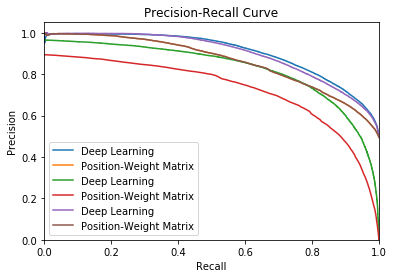 Precision-Recall Curve
Precision
1.0
0.8
0.6
0.4
0.2
0.0
Deep Learning
Position-Weight Matrix
Deep Learning
Position-Weight Matrix
Deep Learning
Position-Weight Matrix
0.0 0.2 0.4 0.6 0.8 1.0
Recall